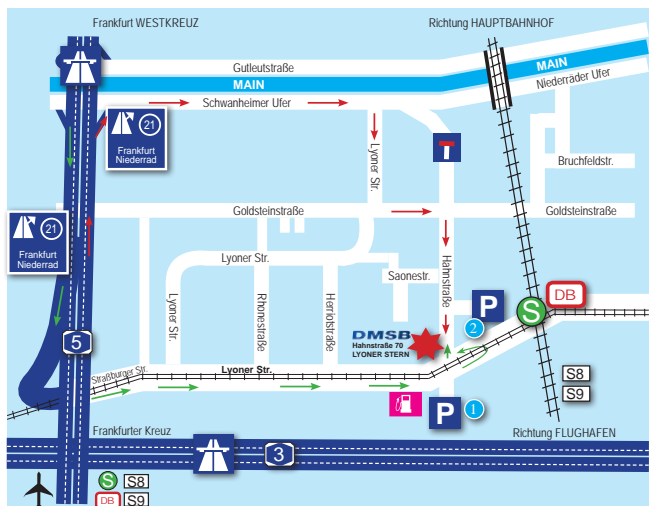 Frankfurt WESTKREUZ
Richtung HAUPTBAHNHOF
Gutleutstraße
MAIN
MAIN
Niederräder Ufer
Schwanheimer Ufer
21
Frankfurt
Niederrad
Lyoner Str.
Bruchfeldstr.
Goldsteinstraße
Goldsteinstraße
21
Frankfurt
Niederrad
Lyoner Str.
Hahnstraße
Saonestr.
Lyoner Str.
Rhonestraße
Herriotstraße
P
2
S
DB
DMSB
Hahnstraße 70
LYONER STERN
5
Straßburger Str.
Lyoner Str.
S8
S9
P
1
Frankfurter Kreuz
Richtung FLUGHAFEN
3
S S8
DB S9